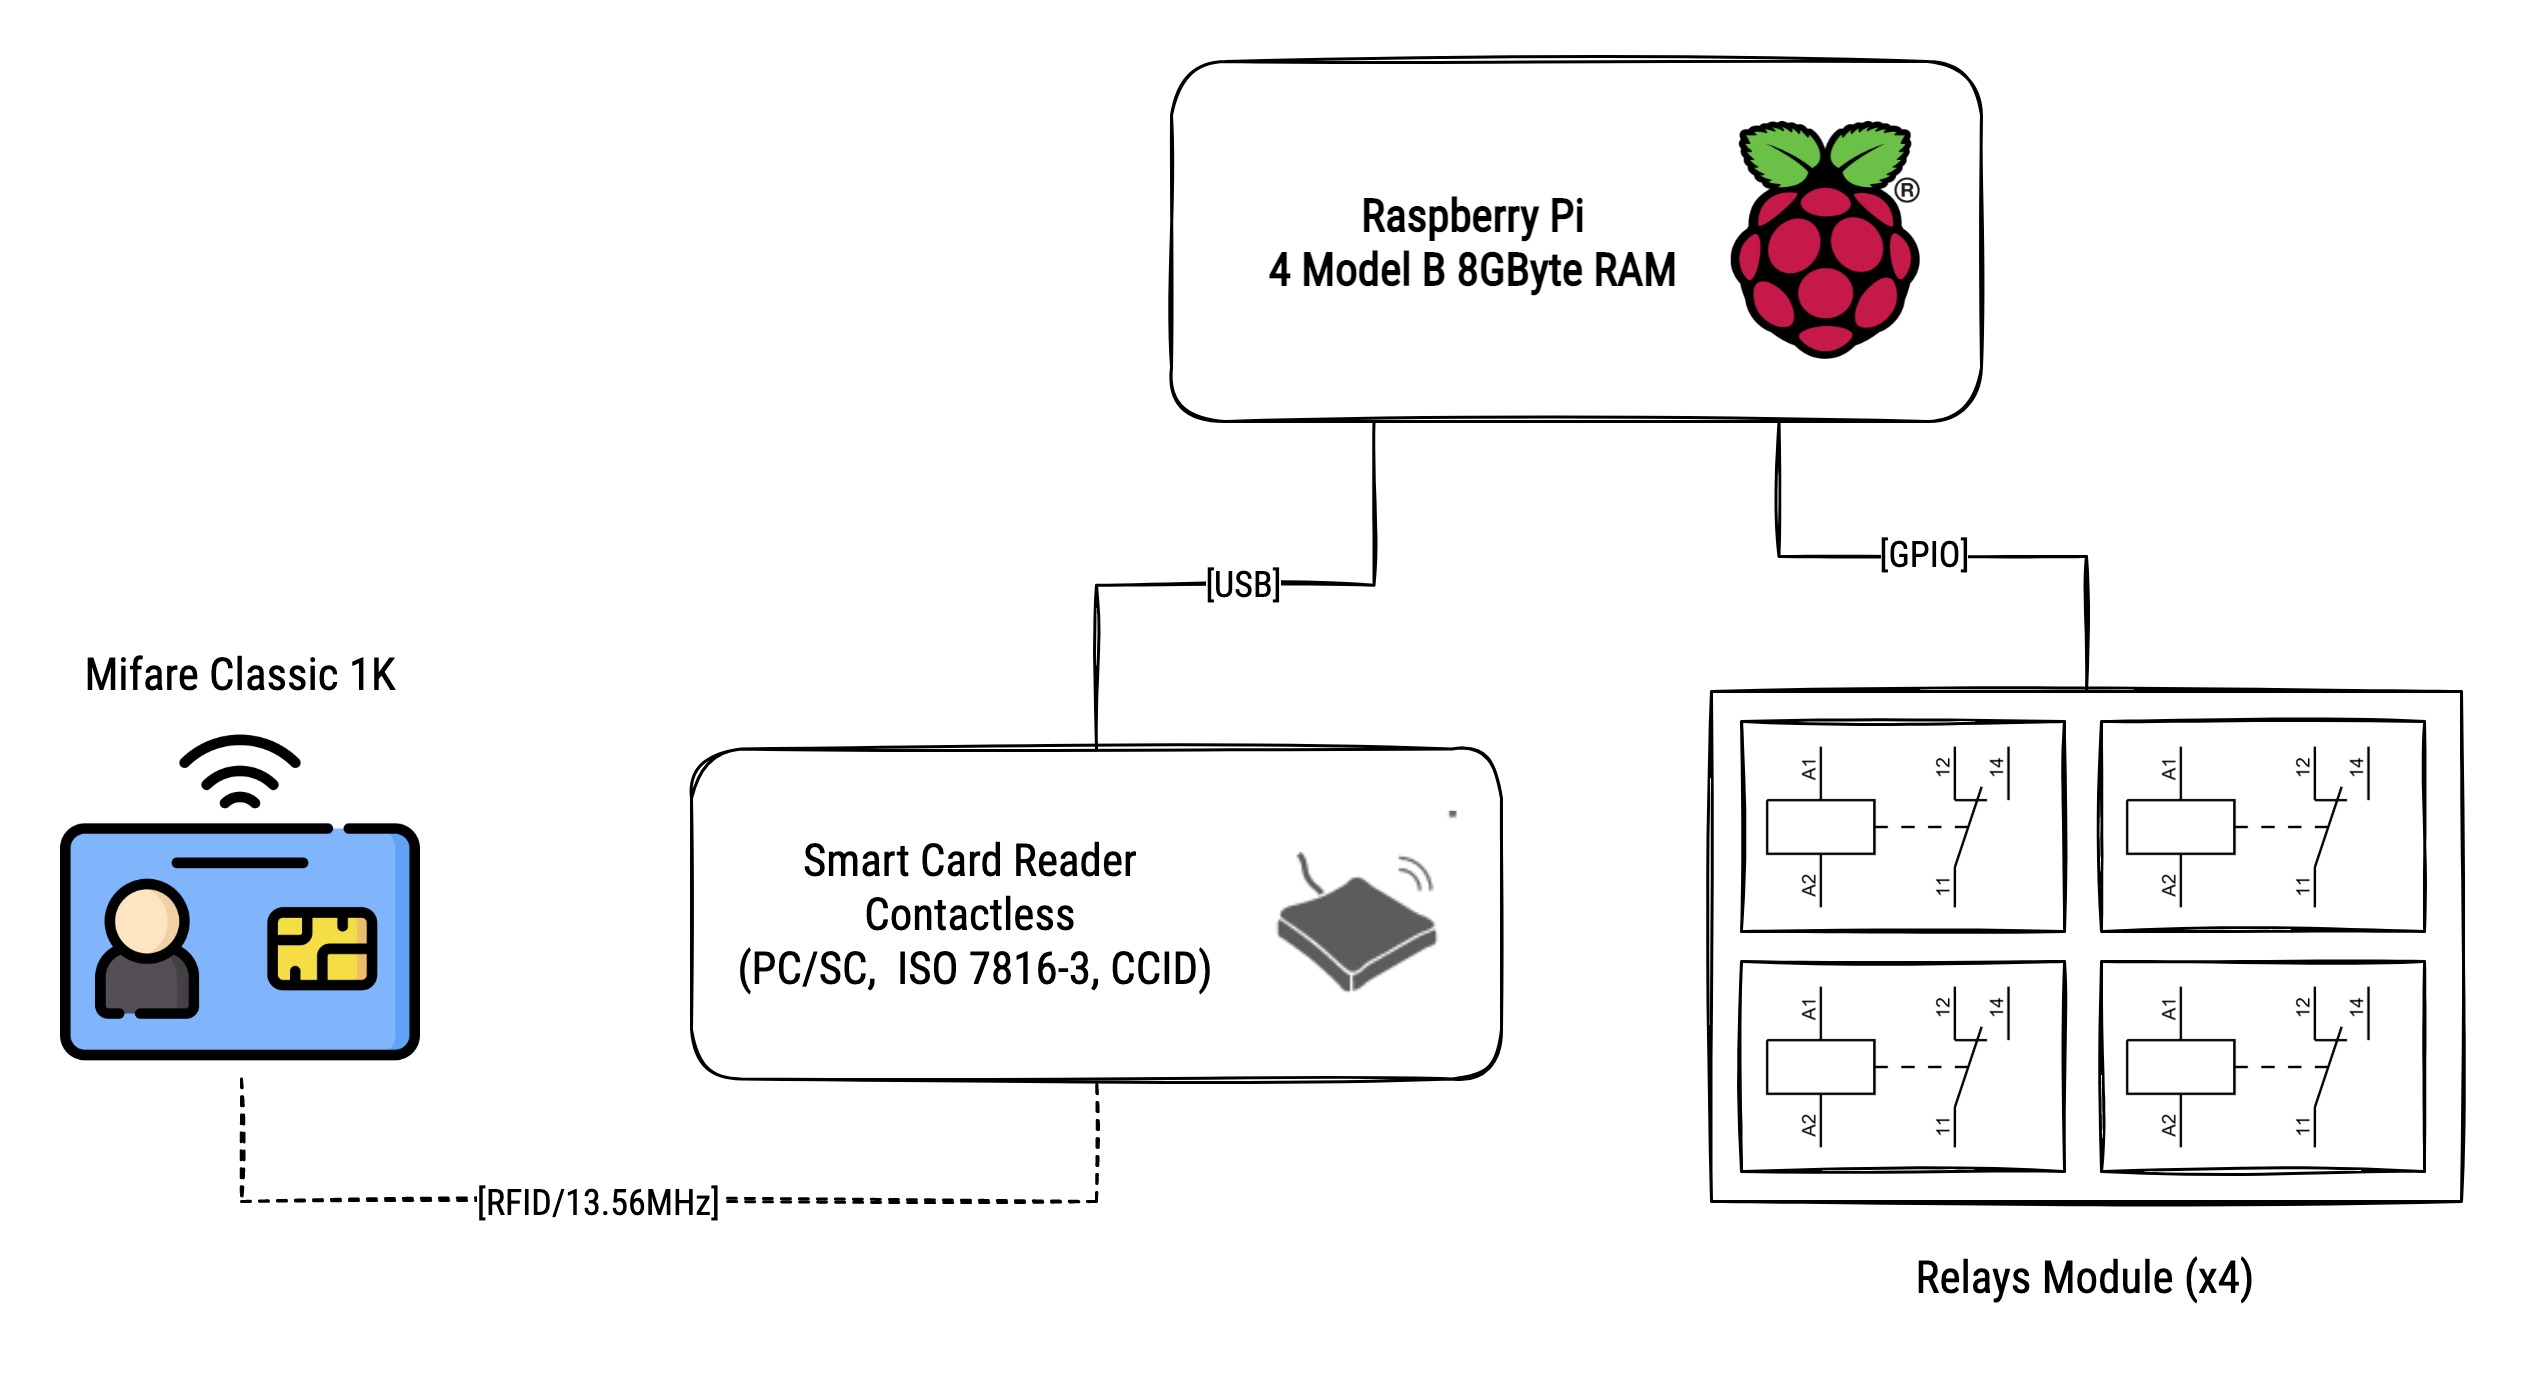 Raspberry Pi
4 Model B 8GByte RAM
®
[USB]
[GPIO]
Mifare Classic 1K
Smart Card Reader
Contactless
(PC/SC,  ISO 7816-3, CCID)
[RFID/13.56MHz]
A1
12
14
A2
11
A1
12
14
A2
11
A1
12
14
A2
11
A1
12
14
A2
11
Relays Module (x4)